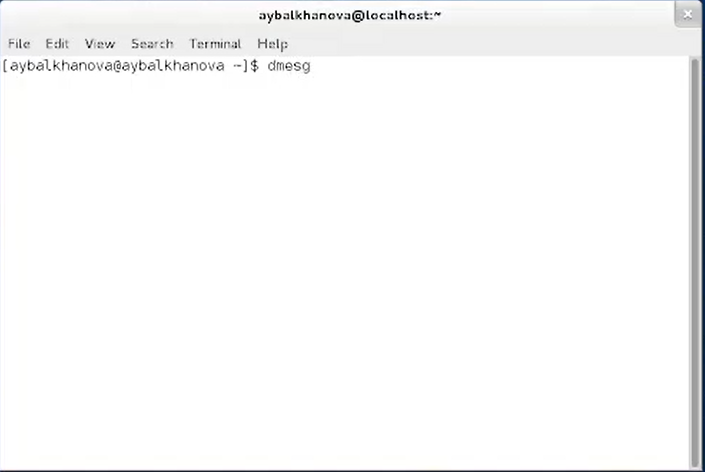 aybalkhanova@localhost:~
File Edit View Search Terminal Help
[aybalkhanova@aybalkhanova ~]$ dmesg